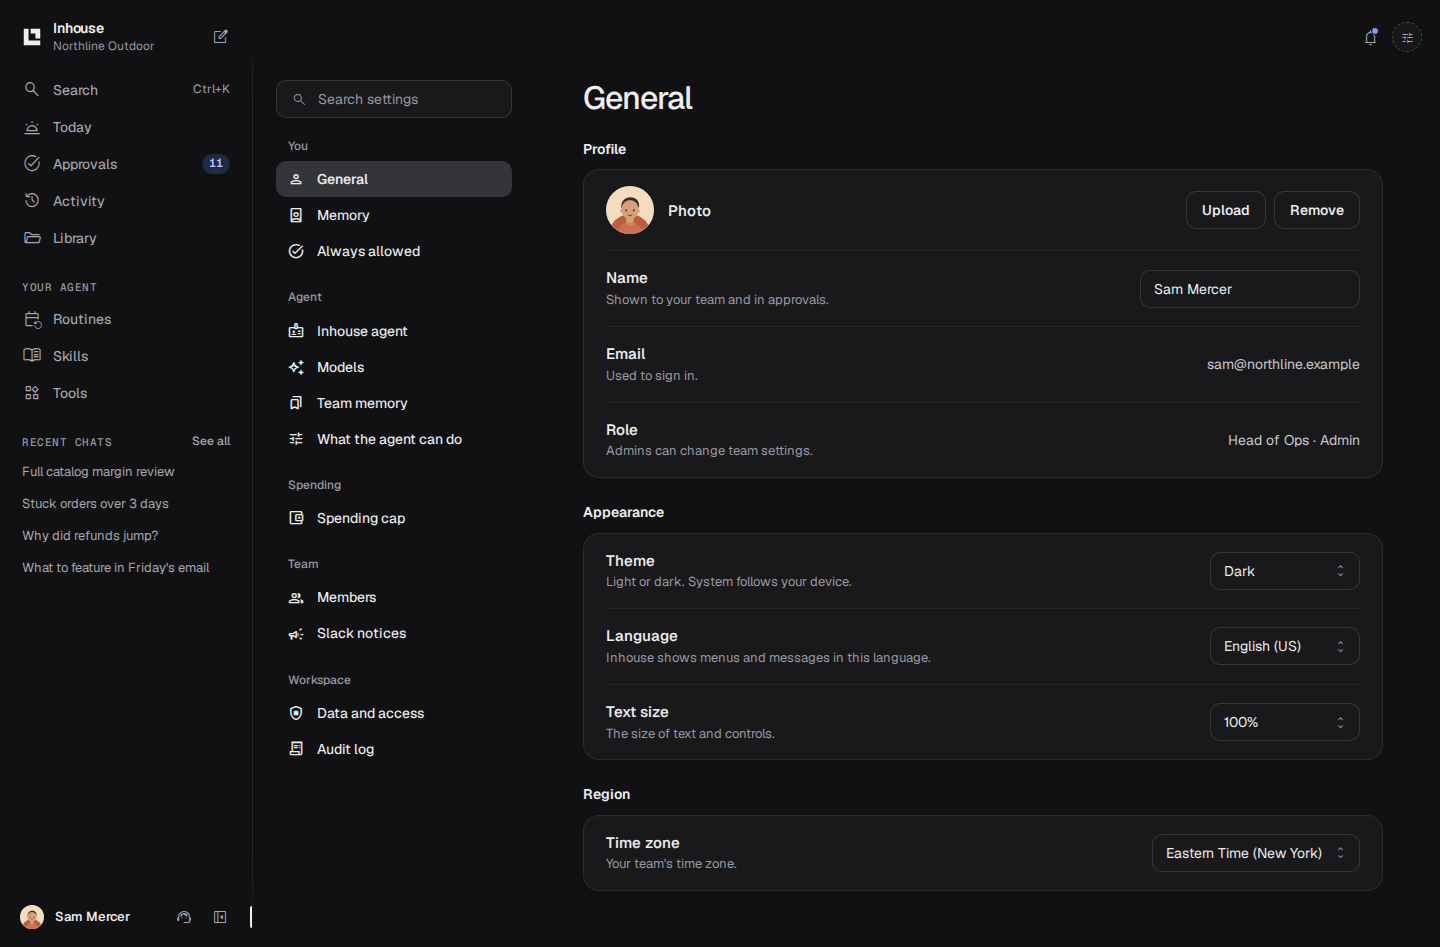 Inhouse
Northline Outdoor
Search Ctrl+K
Today
Approvals 11
Activity
Library
YOUR AGENT
Routines
Skills
Tools
RECENT CHATS See all
Full catalog margin review
Stuck orders over 3 days
Why did refunds jump?
What to feature in Friday's email
Sam Mercer
Search settings
You
General
Memory
Always allowed
Agent
Inhouse agent
Models
Team memory
What the agent can do
Spending
Spending cap
Team
Members
Slack notices
Workspace
Data and access
Audit log
General
Profile
Photo Upload Remove
Name
Shown to your team and in approvals.
Sam Mercer
Email
Used to sign in.
sam@northline.example
Role
Admins can change team settings.
Head of Ops · Admin
Appearance
Theme
Light or dark. System follows your device.
Dark
Language
Inhouse shows menus and messages in this language.
English (US)
Text size
The size of text and controls.
100%
Region
Time zone
Your team's time zone.
Eastern Time (New York)